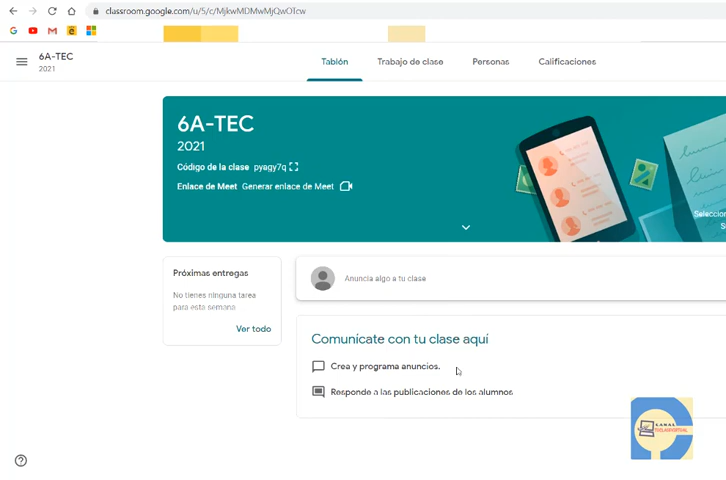 classroom.google.com/u/5/c/MjkwMDMwMjQwOTcw
6A-TEC
2021
Tablón
Trabajo de clase
Personas
Calificaciones
6A-TEC
2021
Código de la clase pyagy7q
Enlace de Meet Generar enlace de Meet
Seleccion
S
Próximas entregas
No tienes ninguna tarea
para esta semana
Ver todo
Anuncia algo a tu clase
Comunícate con tu clase aquí
Crea y programa anuncios.
Responde a las publicaciones de los alumnos
CANAL
TUCLASEVIRTUAL